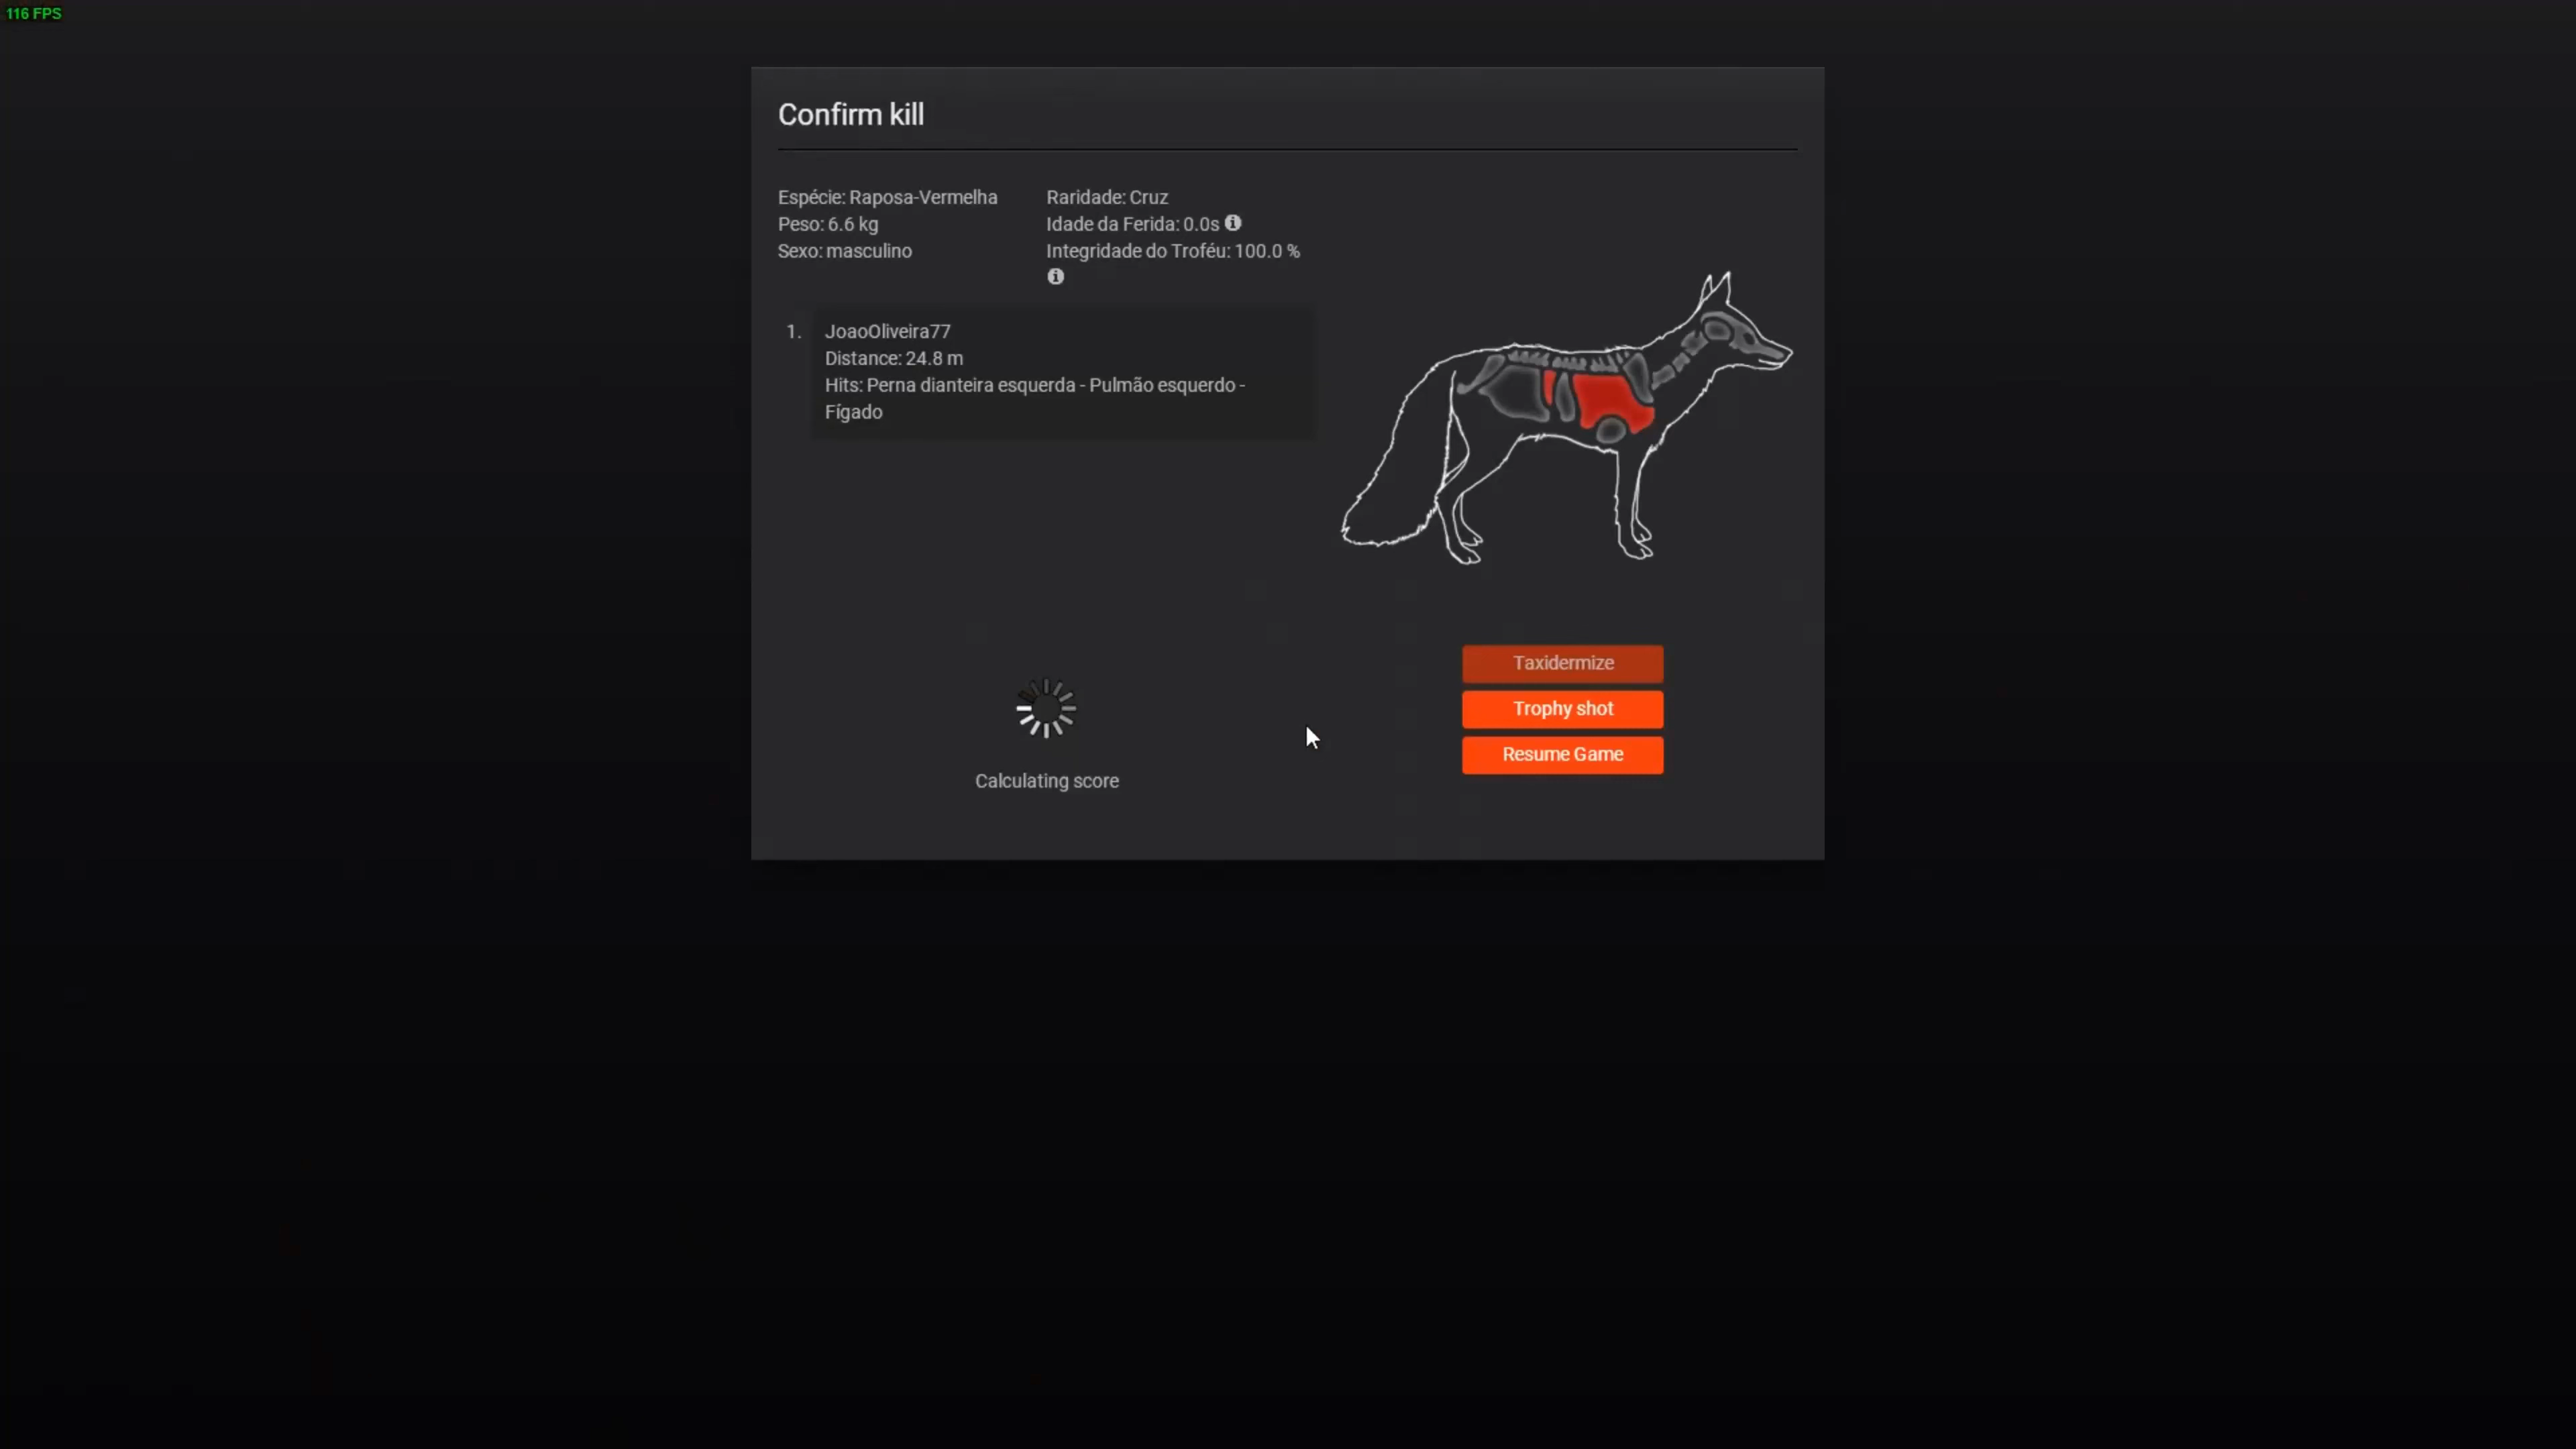 116 FPS
Confirm kill
Espécie: Raposa-Vermelha
Peso: 6.6 kg
Sexo: masculino
Raridade: Cruz
Idade da Ferida: 0.0s
Integridade do Troféu: 100.0 %
1.
JoaoOliveira77
Distance: 24.8 m
Hits: Perna dianteira esquerda - Pulmão esquerdo -
Fígado
Taxidermize
Trophy shot
Resume Game
Calculating score